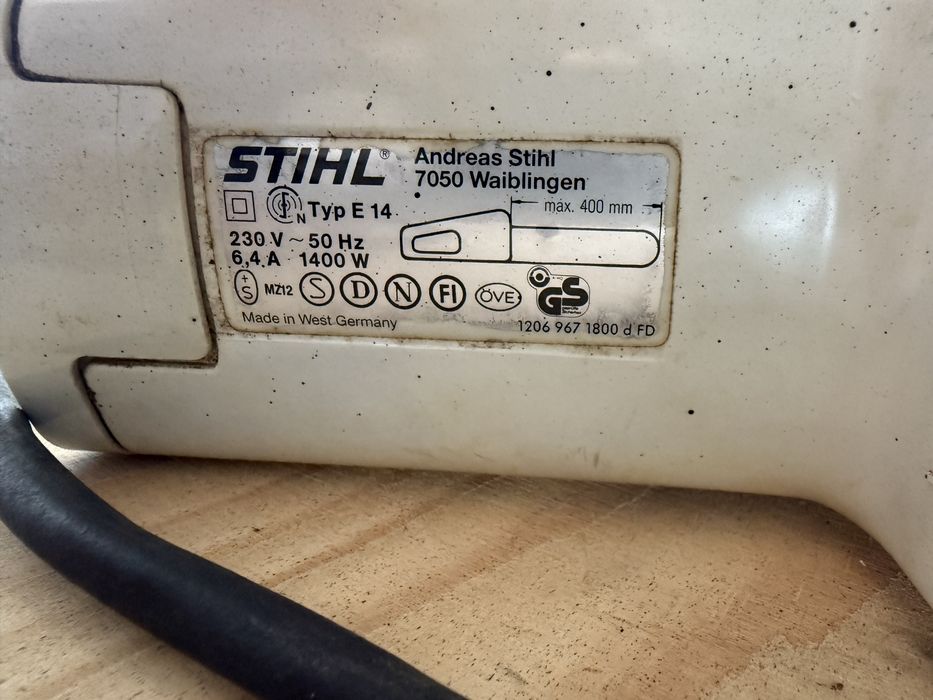 STIHL®
Andreas Stihl
7050 Waiblingen
N Typ E 14
max. 400 mm
230 V ~ 50 Hz
6,4 A 1400 W
+S MZ12 S D N FI ÖVE GS
Made in West Germany
1206 967 1800 d FD